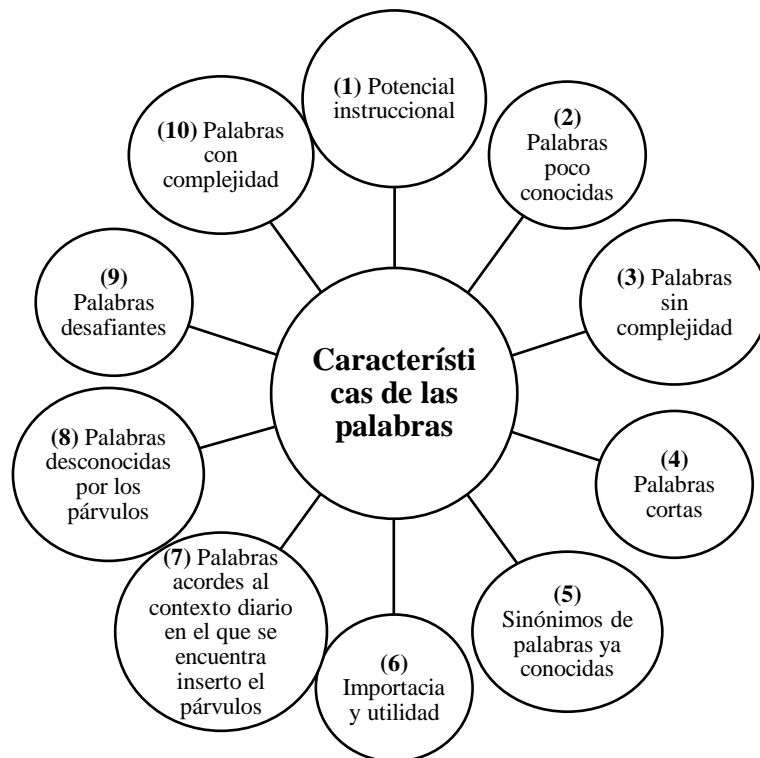 (1) Potencial
instruccional
(2)
Palabras
poco
conocidas
(3) Palabras
sin
complejidad
(4)
Palabras
cortas
(5)
Sinónimos de
palabras ya
conocidas
(6)
Importacia
y utilidad
(7) Palabras
acordes al
contexto diario
en el que se
encuentra
inserto el
párvulos
(8) Palabras
desconocidas
por los
párvulos
(9)
Palabras
desafiantes
(10) Palabras
con
complejidad
Característi
cas de las
palabras